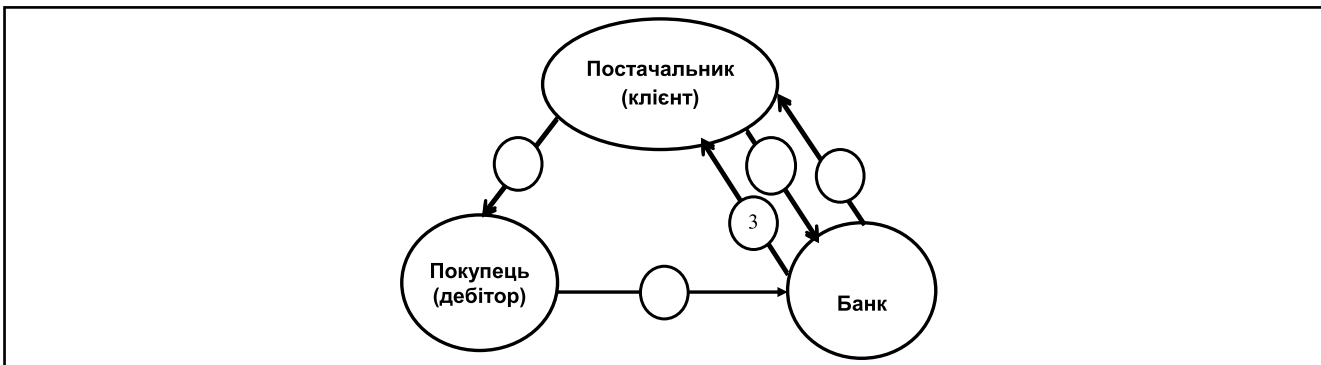 Постачальник
(клієнт)
3
Покупець
(дебітор)
Банк